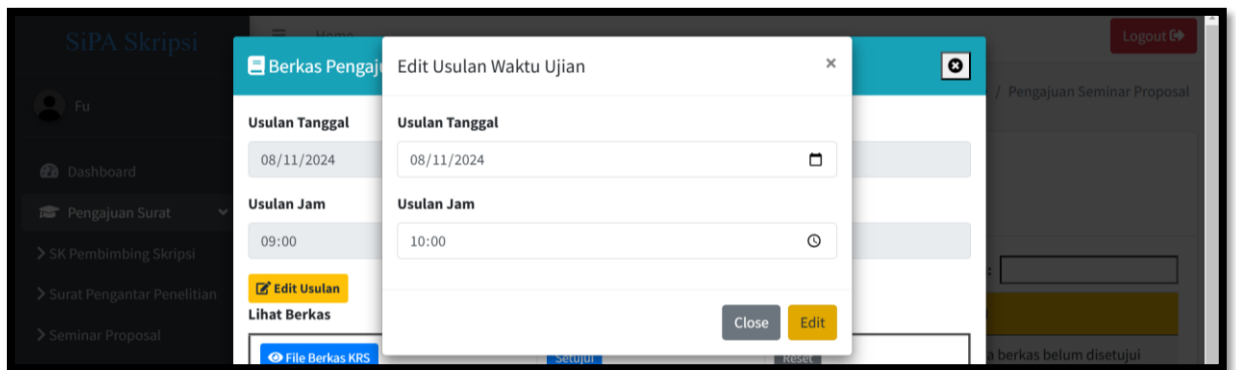 SiPA Skripsi
Home
Logout
Berkas Pengaj
Edit Usulan Waktu Ujian
×
Fu
/ Pengajuan Seminar Proposal
Usulan Tanggal
Usulan Tanggal
08/11/2024
08/11/2024
Dashboard
Pengajuan Surat
Usulan Jam
Usulan Jam
09:00
10:00
SK Pembimbing Skripsi
Edit Usulan
:
Surat Pengantar Penelitian
Lihat Berkas
Close
Edit
Seminar Proposal
File Berkas KRS
Setujui
Reset
a berkas belum disetujui